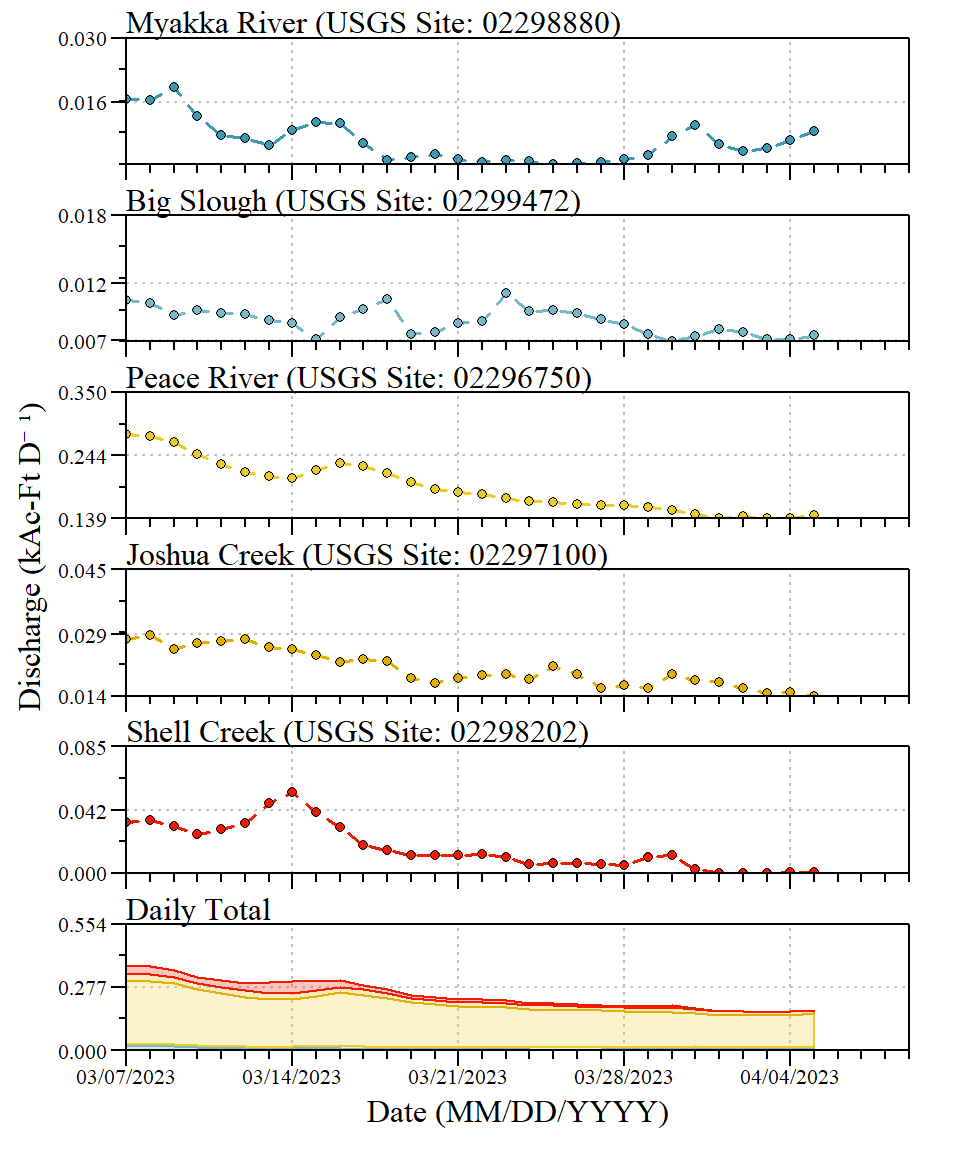 Myakka River (USGS Site: 02298880)
0.030
0.016
Big Slough (USGS Site: 02299472)
0.018
0.012
0.007
Peace River (USGS Site: 02296750)
0.350
0.244
0.139
Joshua Creek (USGS Site: 02297100)
0.045
0.029
0.014
Shell Creek (USGS Site: 02298202)
0.085
0.042
0.000
Daily Total
0.554
0.277
0.000
Discharge (kAc-Ft D⁻¹)
03/07/2023 03/14/2023 03/21/2023 03/28/2023 04/04/2023
Date (MM/DD/YYYY)